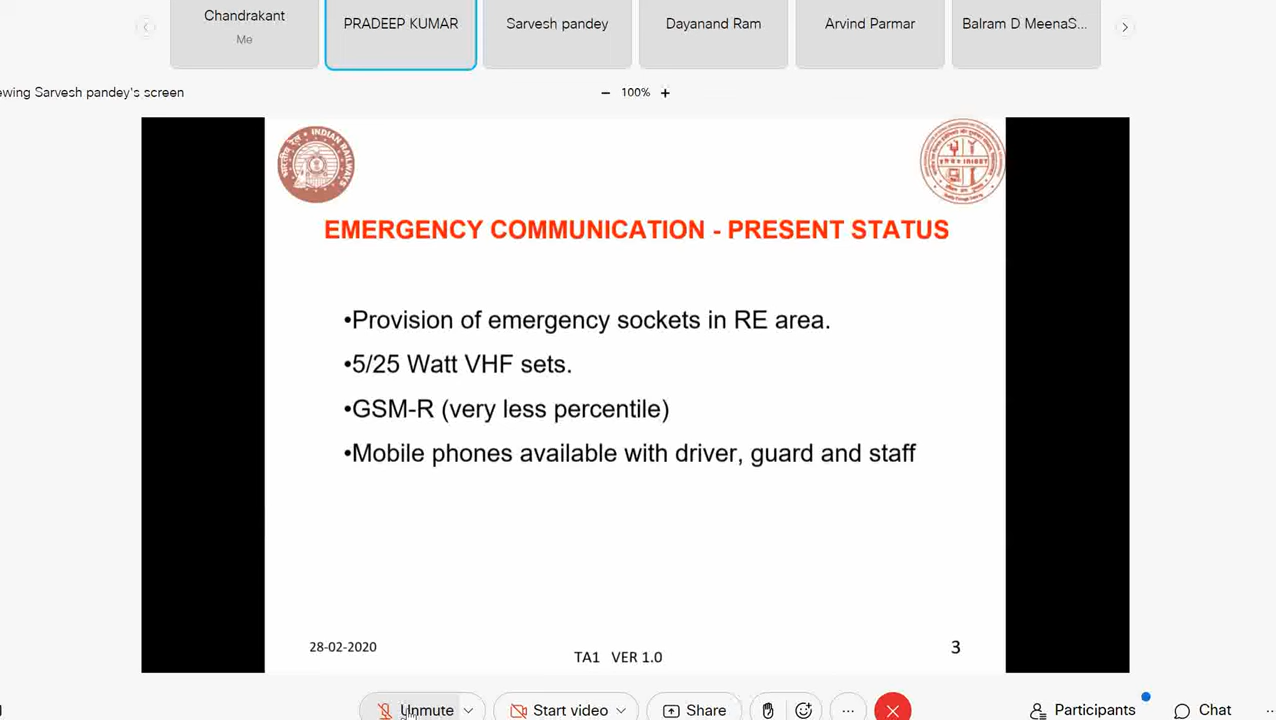 Chandrakant
Me
PRADEEP KUMAR
Sarvesh pandey
Dayanand Ram
Arvind Parmar
Balram D MeenaS...
ewing Sarvesh pandey's screen
100%
INDIAN RAILWAYS
भारतीय रेल
EMERGENCY COMMUNICATION - PRESENT STATUS
•Provision of emergency sockets in RE area.
•5/25 Watt VHF sets.
•GSM-R (very less percentile)
•Mobile phones available with driver, guard and staff
28-02-2020
TA1 VER 1.0
3
Unmute
Start video
Share
Participants
Chat